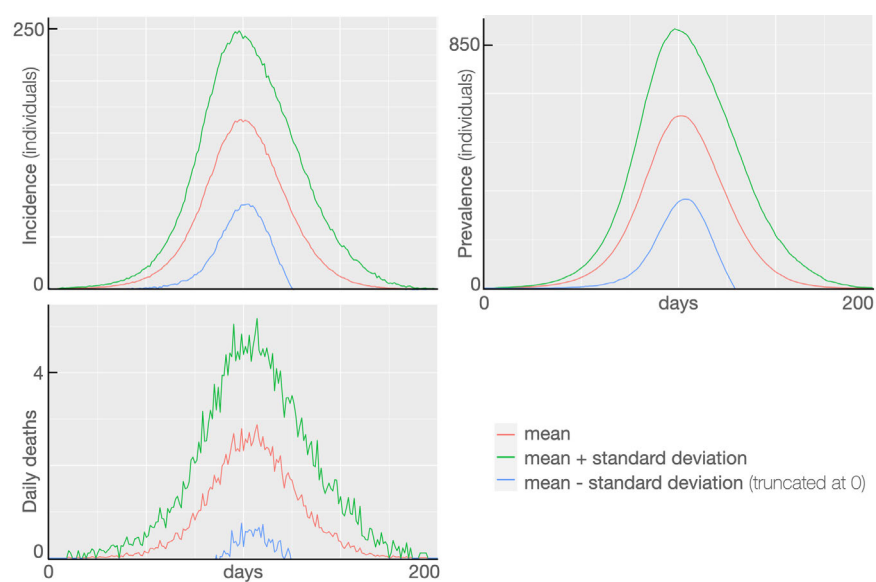 250
Incidence (individuals)
0
850
Prevalence (individuals)
0
0
days
200
4
Daily deaths
0
0
days
200
mean
mean + standard deviation
mean - standard deviation (truncated at 0)